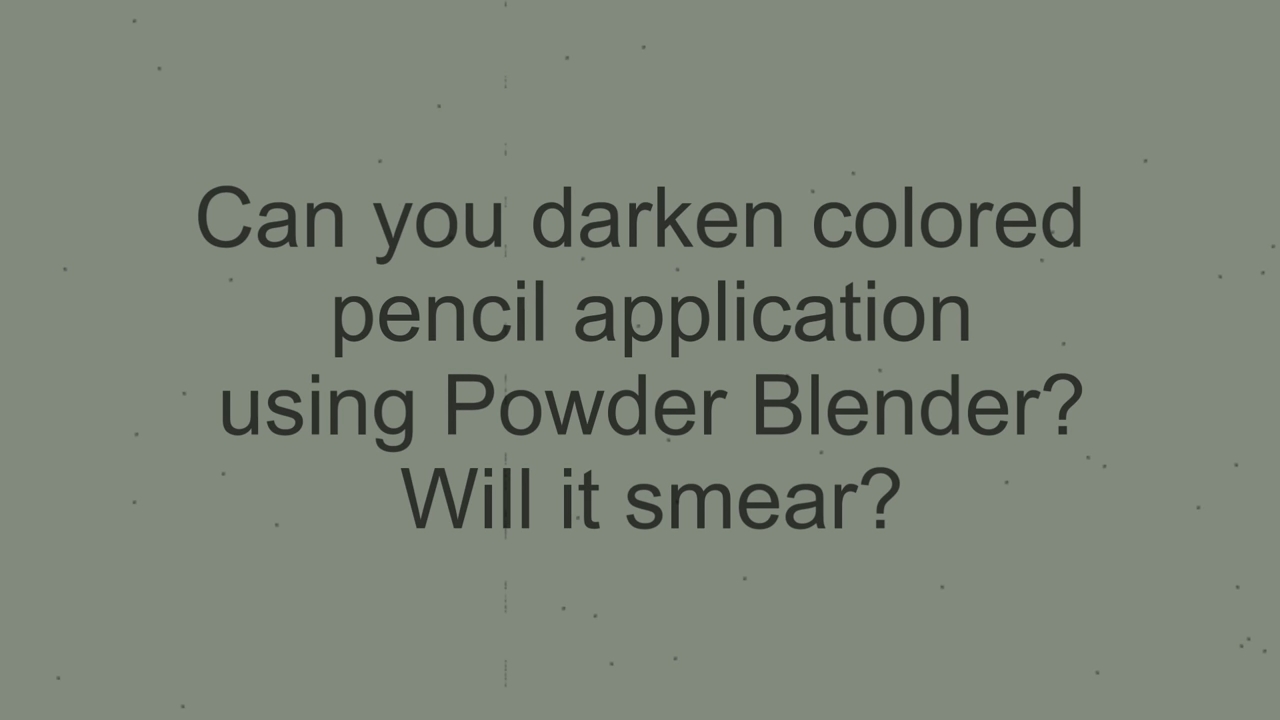 Can you darken colored
pencil application
using Powder Blender?
Will it smear?